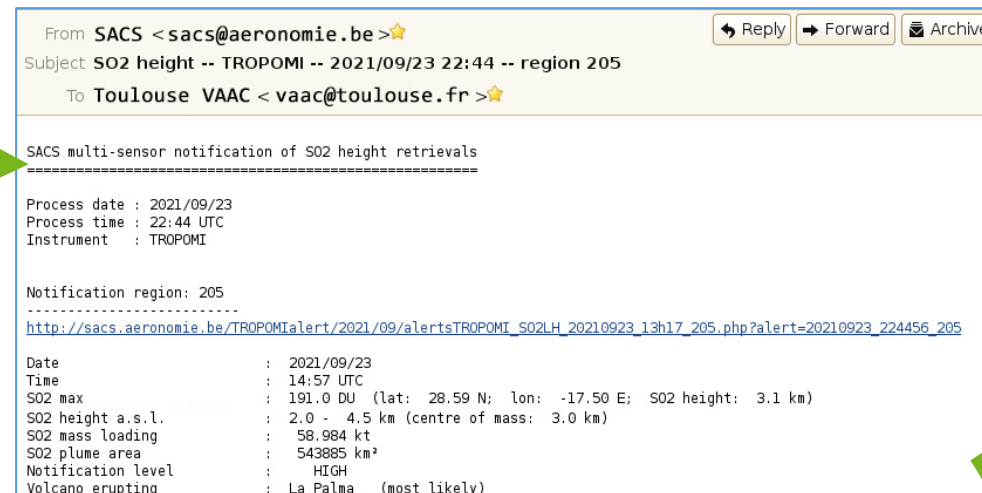 From SACS <sacs@aeronomie.be>
Reply
Forward
Archive
Subject SO2 height -- TROPOMI -- 2021/09/23 22:44 -- region 205
To Toulouse VAAC < vaac@toulouse.fr >
SACS multi-sensor notification of SO2 height retrievals
=======================================================
Process date : 2021/09/23
Process time : 22:44 UTC
Instrument : TROPOMI
Notification region: 205
--------------------------
http://sacs.aeronomie.be/TROPOMIalert/2021/09/alertsTROPOMI_SO2LH_20210923_13h17_205.php?alert=20210923_224456_205
Date : 2021/09/23
Time : 14:57 UTC
SO2 max : 191.0 DU (lat: 28.59 N; lon: -17.50 E; SO2 height: 3.1 km)
SO2 height a.s.l. : 2.0 - 4.5 km (centre of mass: 3.0 km)
SO2 mass loading : 58.984 kt
SO2 plume area : 543885 km²
Notification level : HIGH
Volcano erupting : La Palma (most likely)